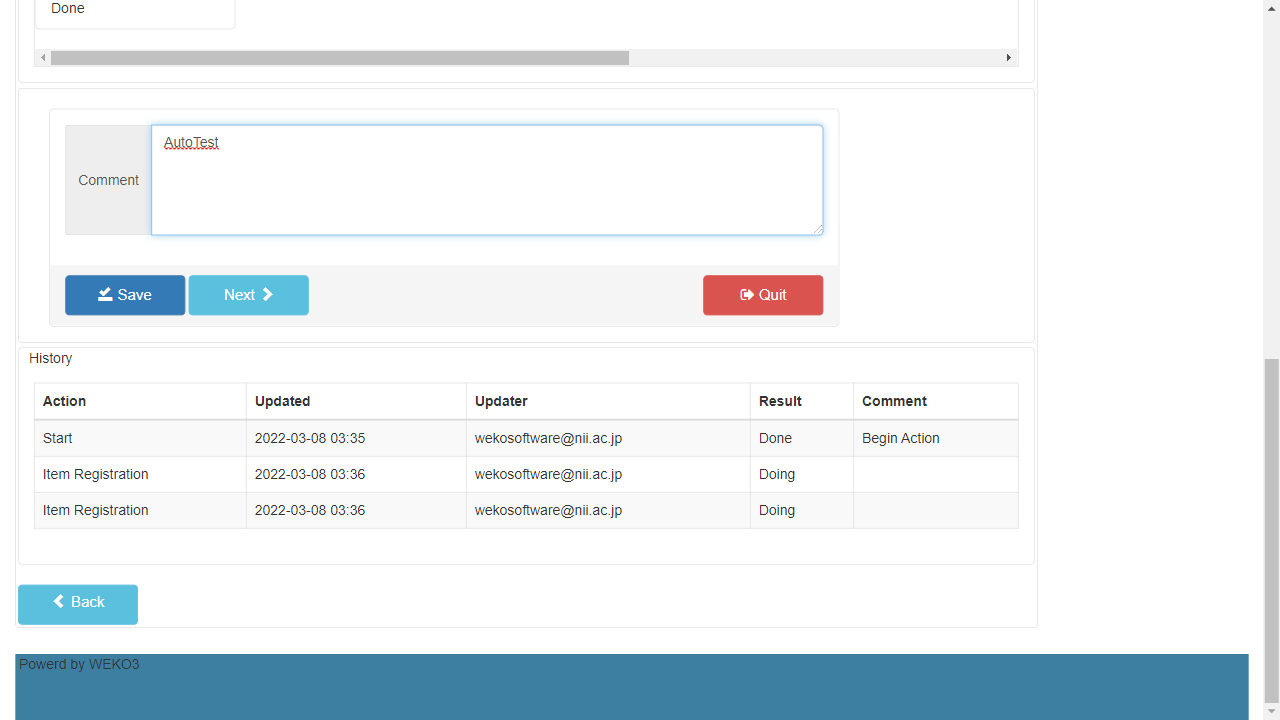 Done
AutoTest
Comment
Save Next Quit
History
Action Updated Updater Result Comment
Start 2022-03-08 03:35 wekosoftware@nii.ac.jp Done Begin Action
Item Registration 2022-03-08 03:36 wekosoftware@nii.ac.jp Doing
Item Registration 2022-03-08 03:36 wekosoftware@nii.ac.jp Doing
Back
Powerd by WEKO3